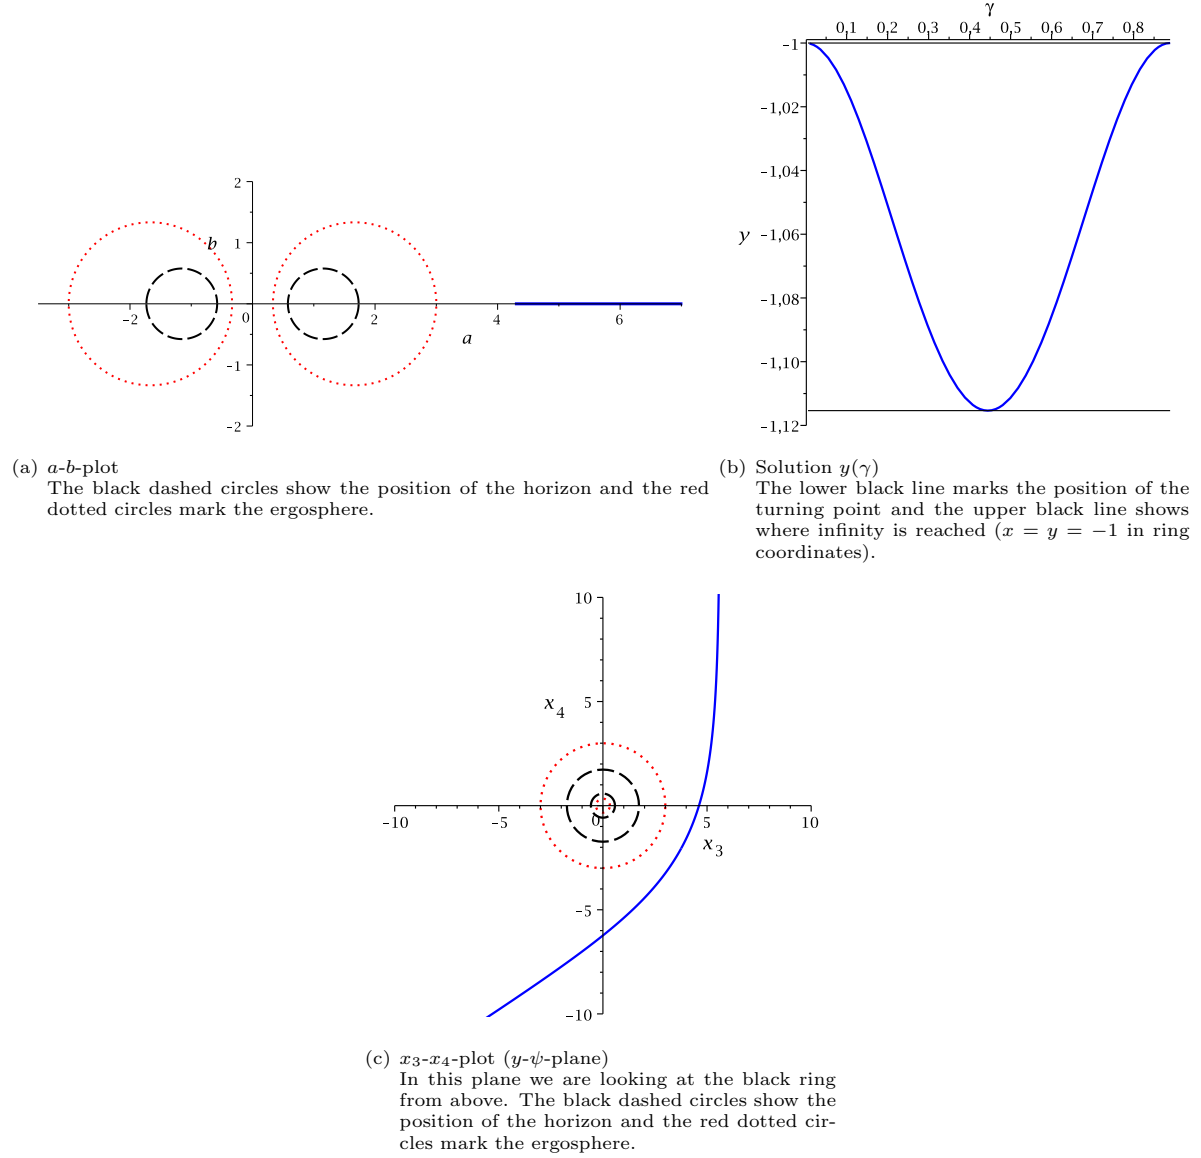 2
1
0
-1
-2
-2
2
4
6
b
a
γ
0,1 0,2 0,3 0,4 0,5 0,6 0,7 0,8
-1
-1,02
-1,04
y -1,06
-1,08
-1,10
-1,12
(a) a-b-plot
The black dashed circles show the position of the horizon and the red
dotted circles mark the ergosphere.
(b) Solution y(γ)
The lower black line marks the position of the
turning point and the upper black line shows
where infinity is reached (x = y = −1 in ring
coordinates).
10
x4 5
-10 -5 0 5 10
x3
-5
-10
(c) x3-x4-plot (y-ψ-plane)
In this plane we are looking at the black ring
from above. The black dashed circles show the
position of the horizon and the red dotted cir-
cles mark the ergosphere.